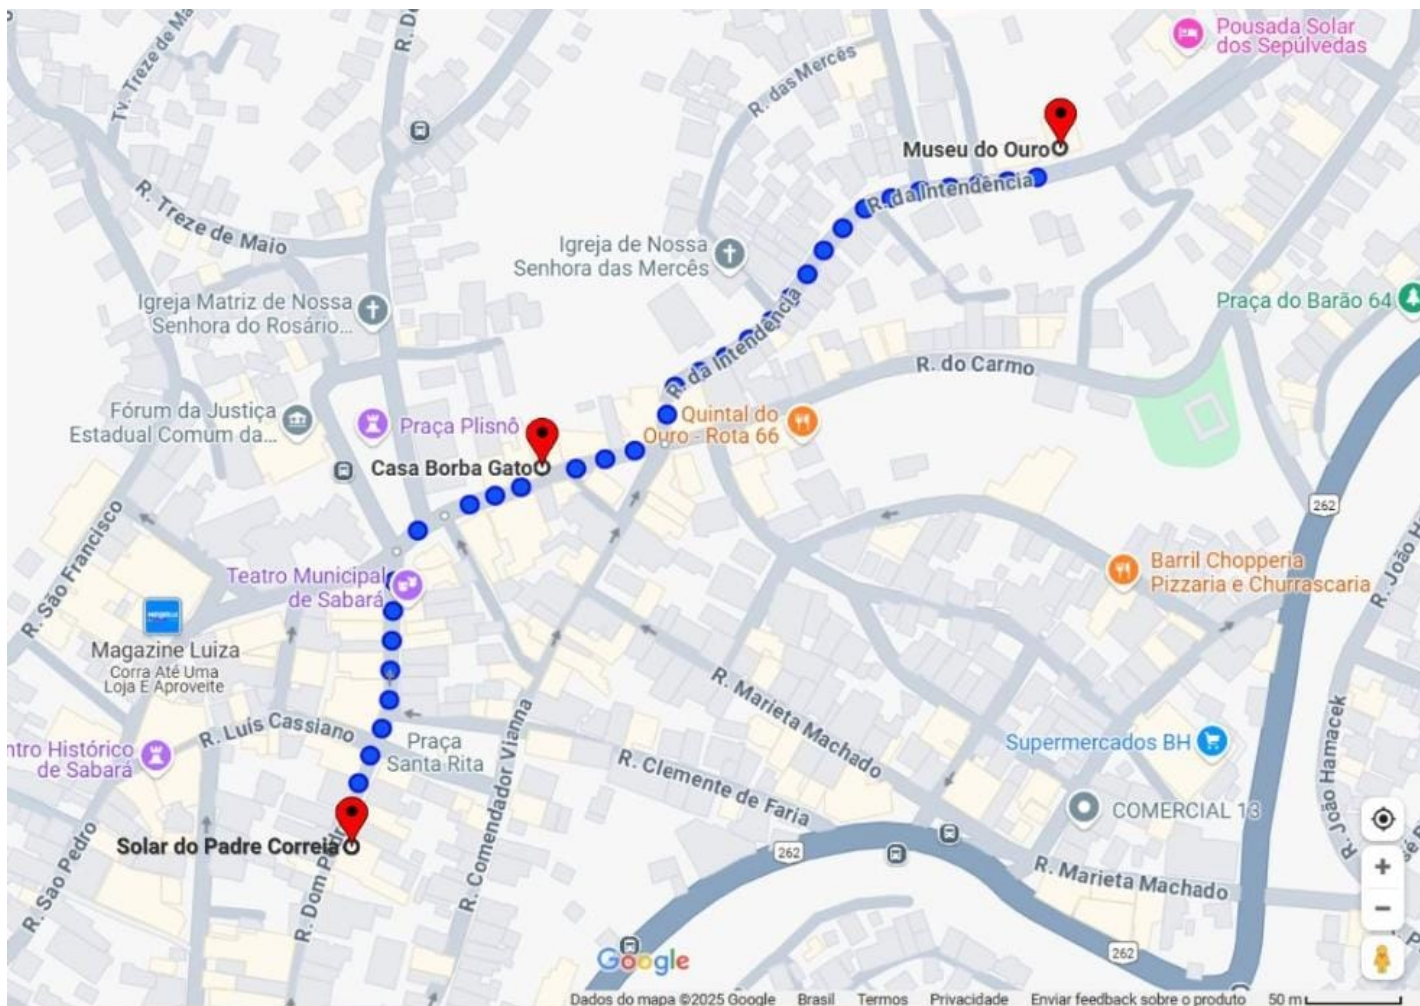 Pousada Solar
dos Sepúlvedas
R. das Mercês
Tv. Treze de Ma
R. Do
Museu do Ouro
R. da Intendência
R. Treze de Maio
Igreja de Nossa
Senhora das Mercês
Igreja Matriz de Nossa
Senhora do Rosário...
Praça do Barão 64
R. da Intendência
R. do Carmo
Fórum da Justiça
Estadual Comum da...
Praça Plisnô
Quintal do
Ouro - Rota 66
Casa Borba Gato
262
R. São Francisco
R. João H
Teatro Municipal
de Sabará
Barril Chopperia
Pizzaria e Churrascaria
Magazine Luiza
Corra Até Uma
Loja E Aproveite
R. Marieta Machado
R. João Hamacek
R. Luís Cassiano
Praça
Santa Rita
ntro Histórico
de Sabará
R. Comendador Vianna
R. Clemente de Faria
Supermercados BH
COMERCIAL 13
Solar do Padre Correia
R. Dom Pedr
R. São Pedro
262
R. Marieta Machado
262
Google
Dados do mapa ©2025 Google Brasil Termos Privacidade Enviar feedback sobre o produto 50 m